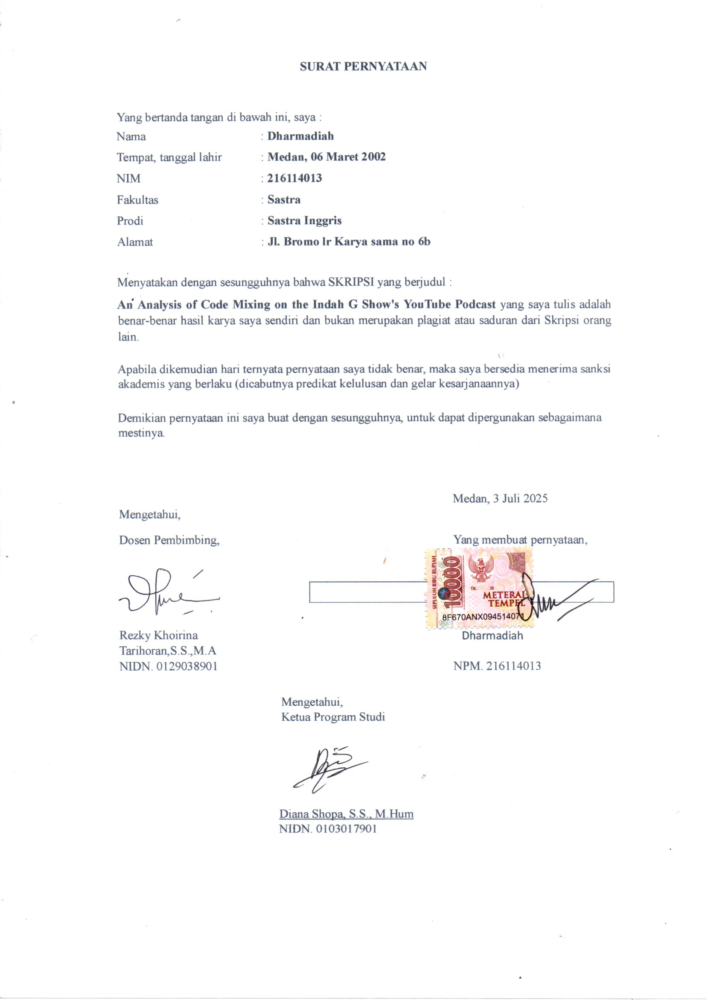 SURAT PERNYATAAN
Yang bertanda tangan di bawah ini, saya :
Nama : Dharmadiah
Tempat, tanggal lahir : Medan, 06 Maret 2002
NIM : 216114013
Fakultas : Sastra
Prodi : Sastra Inggris
Alamat : Jl. Bromo lr Karya sama no 6b
Menyatakan dengan sesungguhnya bahwa SKRIPSI yang berjudul :
An Analysis of Code Mixing on the Indah G Show's YouTube Podcast yang saya tulis adalah
benar-benar hasil karya saya sendiri dan bukan merupakan plagiat atau saduran dari Skripsi orang
lain.
Apabila dikemudian hari ternyata pernyataan saya tidak benar, maka saya bersedia menerima sanksi
akademis yang berlaku (dicabutnya predikat kelulusan dan gelar kesarjanaannya)
Demikian pernyataan ini saya buat dengan sesungguhnya, untuk dapat dipergunakan sebagaimana
mestinya.
Medan, 3 Juli 2025
Mengetahui,
Dosen Pembimbing,
Yang membuat pernyataan,
SEPULUH RIBU RUPIAH
10000
TGL. 20
METERAI
TEMPEL
8F670ANX094514071
Rezky Khoirina
Tarihoran,S.S.,M.A
NIDN. 0129038901
Dharmadiah
NPM. 216114013
Mengetahui,
Ketua Program Studi
Diana Shopa, S.S., M.Hum
NIDN. 0103017901